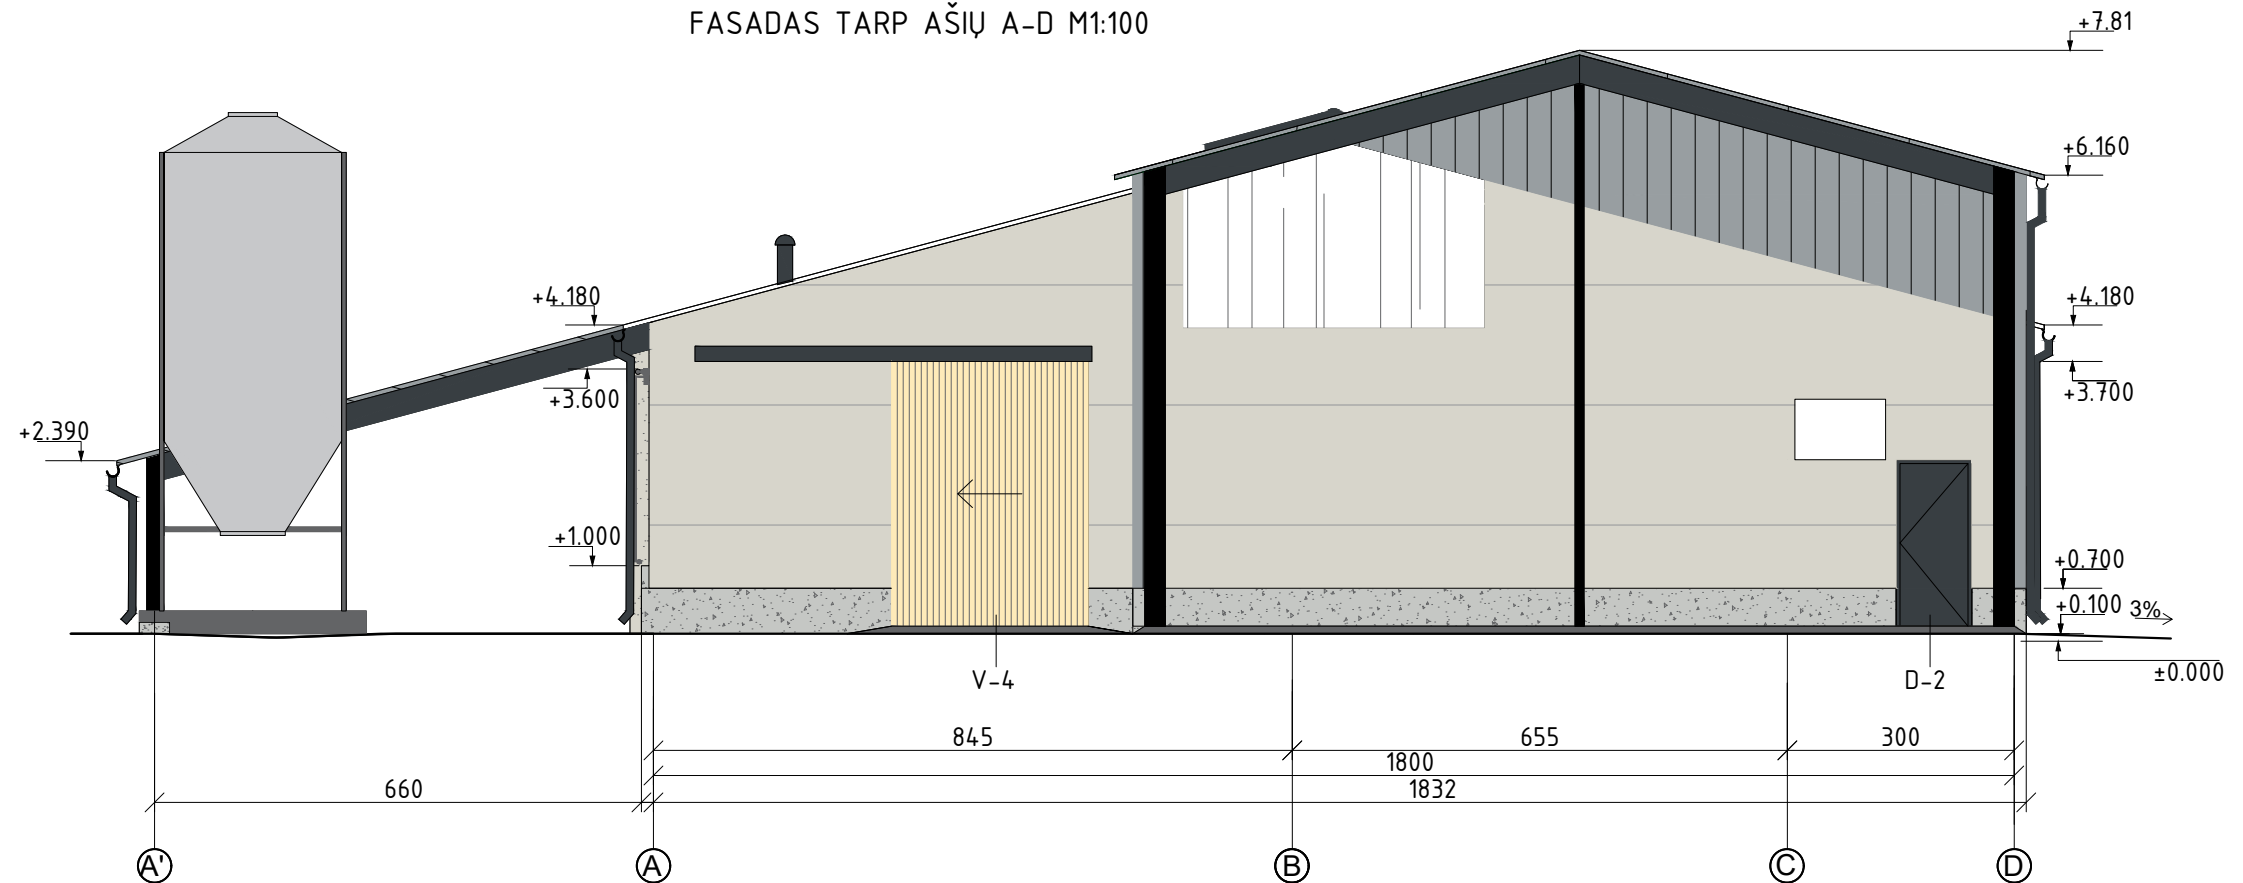 FASADAS TARP AŠIŲ A-D M1:100
+7.81
+6.160
+4.180
+4.180
+3.600
+3.700
+2.390
+1.000
+0.700
+0.100
3%
±0.000
V-4
D-2
845
655
300
1800
660
1832
A'
A
B
C
D